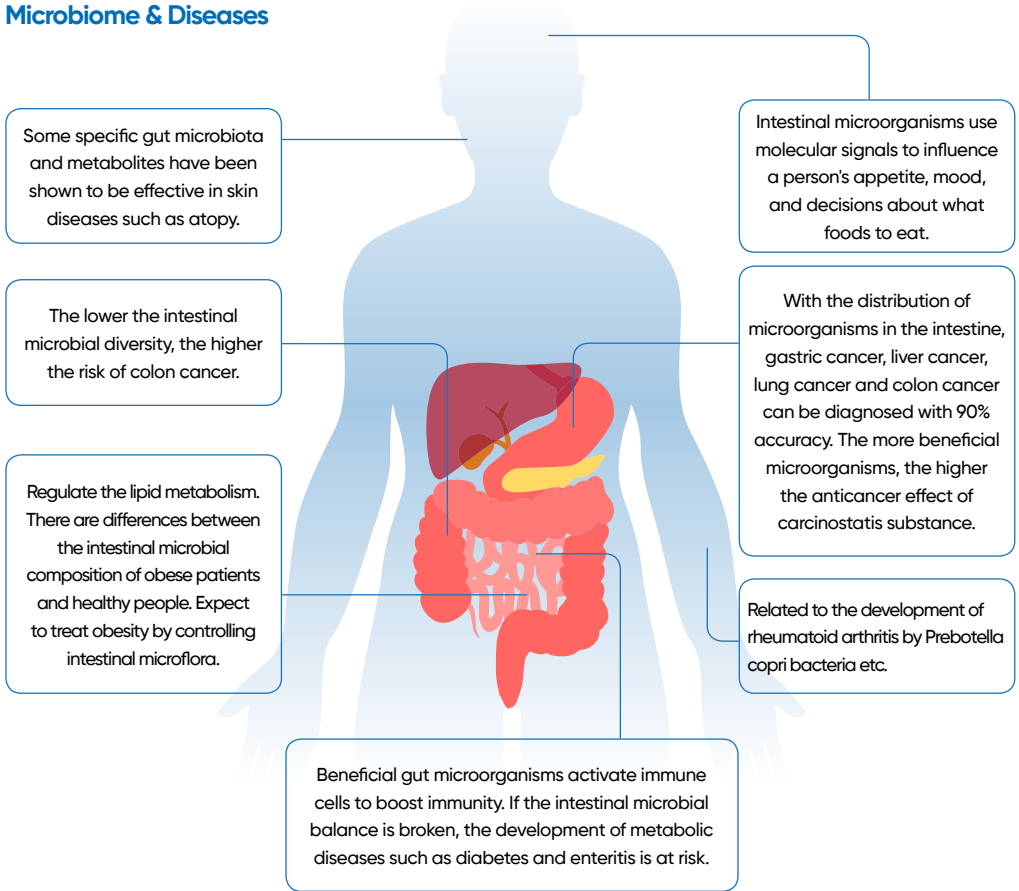 Microbiome & Diseases
Some specific gut microbiota
and metabolites have been
shown to be effective in skin
diseases such as atopy.
The lower the intestinal
microbial diversity, the higher
the risk of colon cancer.
Regulate the lipid metabolism.
There are differences between
the intestinal microbial
composition of obese patients
and healthy people. Expect
to treat obesity by controlling
intestinal microflora.
Intestinal microorganisms use
molecular signals to influence
a person's appetite, mood,
and decisions about what
foods to eat.
With the distribution of
microorganisms in the intestine,
gastric cancer, liver cancer,
lung cancer and colon cancer
can be diagnosed with 90%
accuracy. The more beneficial
microorganisms, the higher
the anticancer effect of
carcinostatis substance.
Related to the development of
rheumatoid arthritis by Prebotella
copri bacteria etc.
Beneficial gut microorganisms activate immune
cells to boost immunity. If the intestinal microbial
balance is broken, the development of metabolic
diseases such as diabetes and enteritis is at risk.